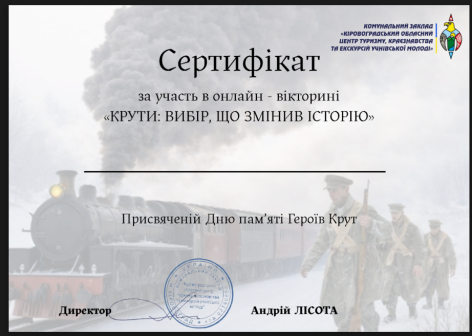 КОМУНАЛЬНИЙ ЗАКЛАД
«КІРОВОГРАДСЬКИЙ ОБЛАСНИЙ
ЦЕНТР ТУРИЗМУ, КРАЄЗНАВСТВА
ТА ЕКСКУРСІЙ УЧНІВСЬКОЇ МОЛОДІ»
Сертифікат
за участь в онлайн - вікторині
«КРУТИ: ВИБІР, ЩО ЗМІНИВ ІСТОРІЮ»
Присвяченій Дню пам’яті Героїв Крут
Директор
Андрій ЛІСОТА